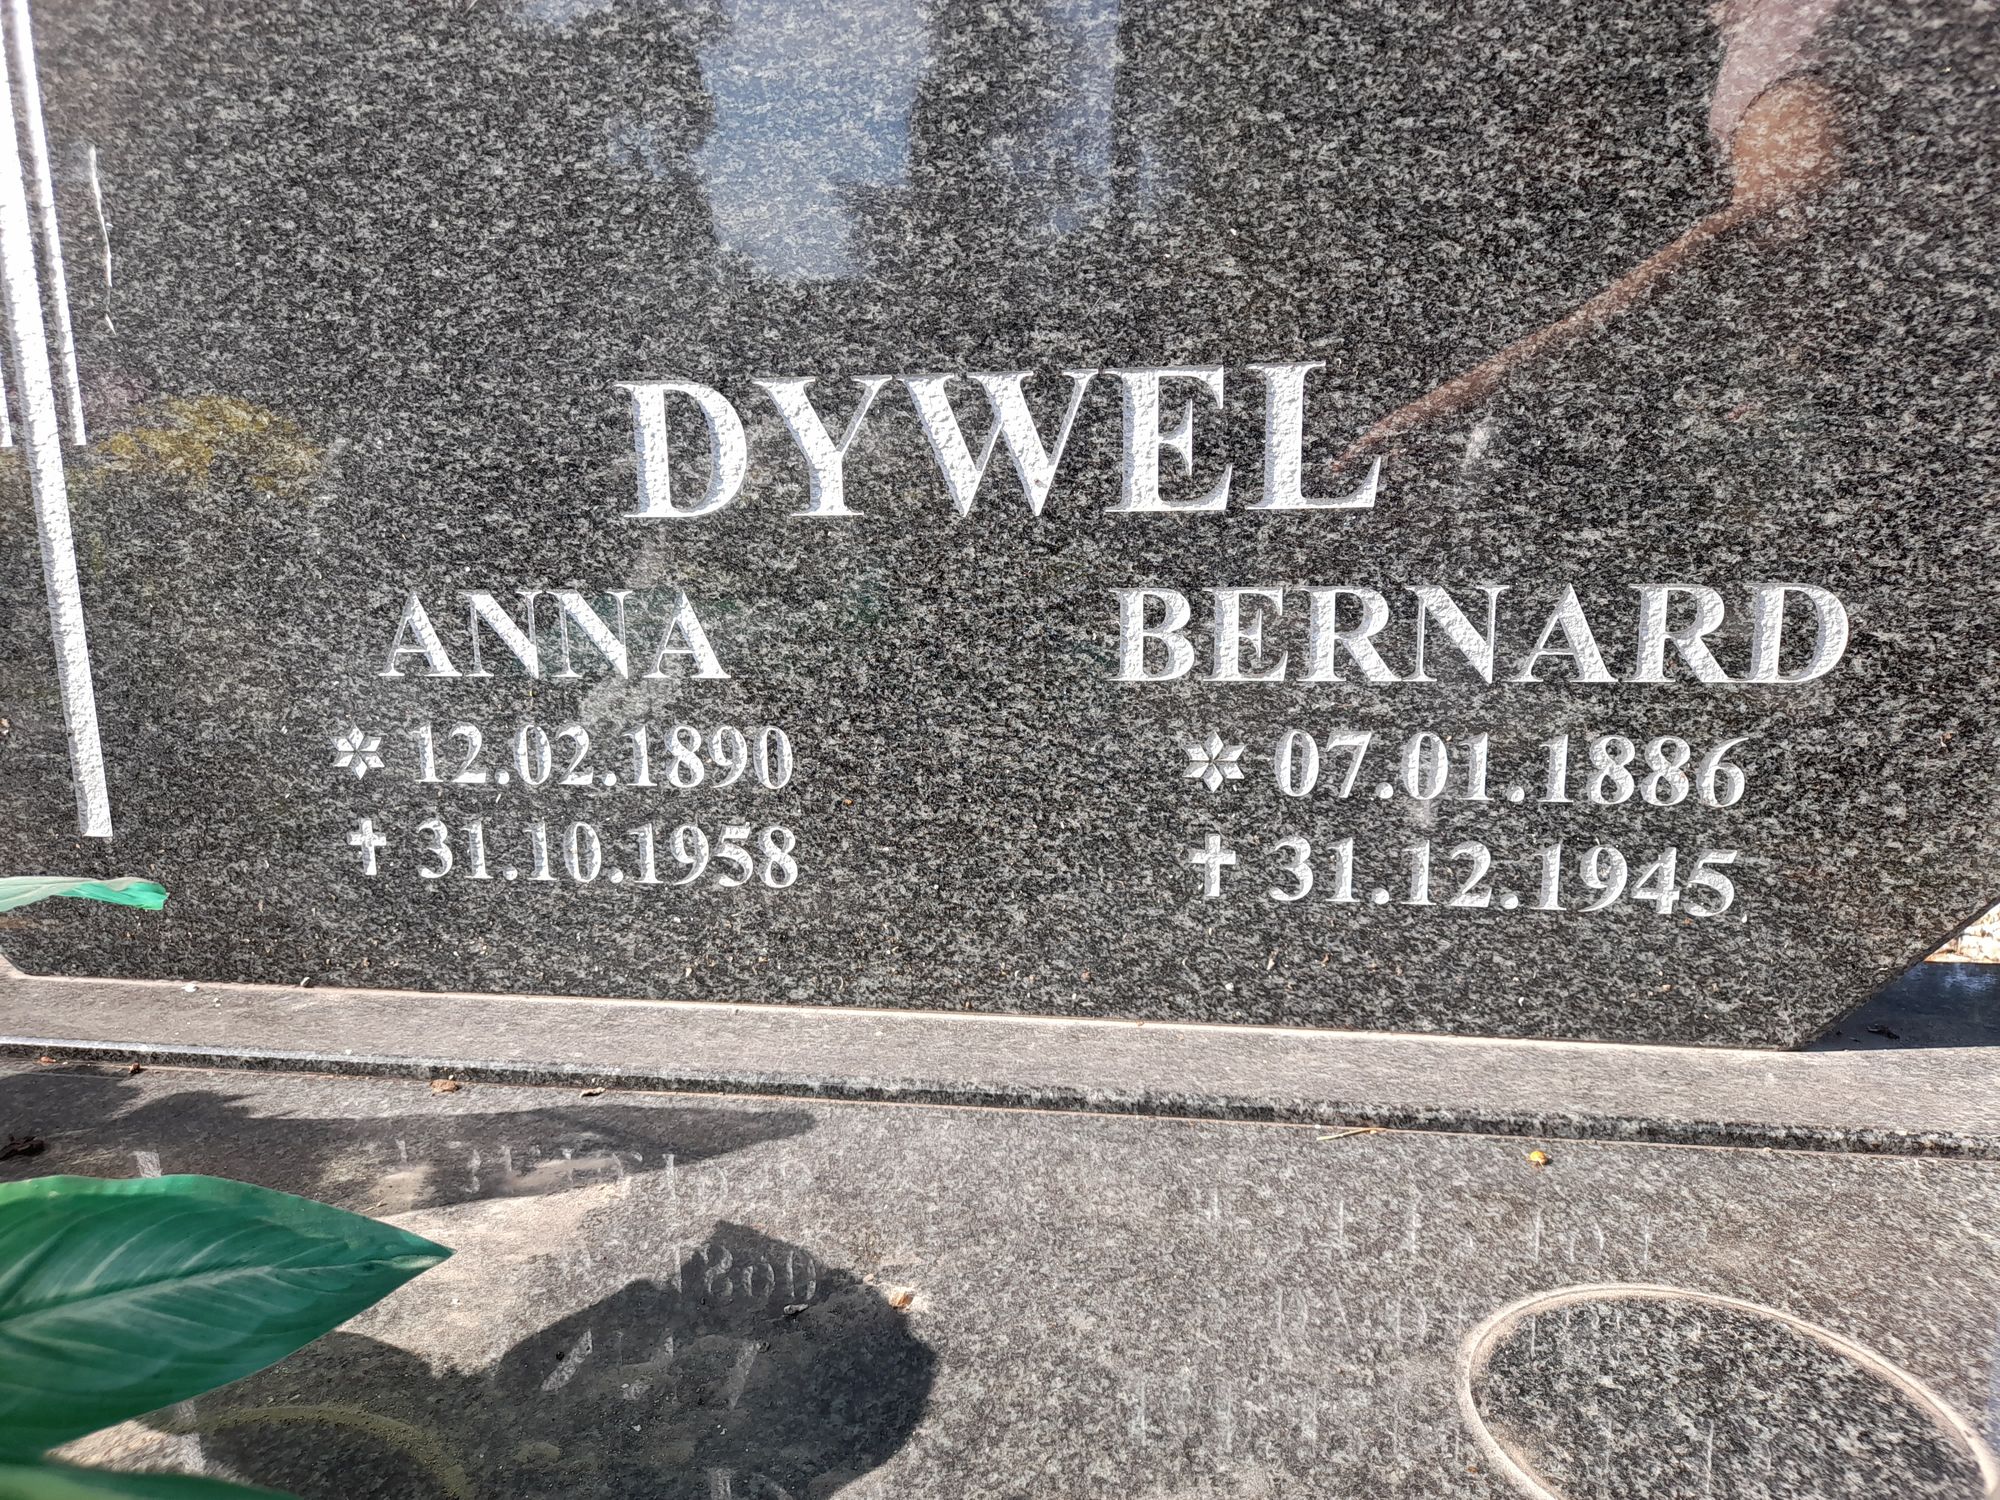 DYWEL
ANNA BERNARD
* 12.02.1890 * 07.01.1886
✝ 31.10.1958 ✝ 31.12.1945